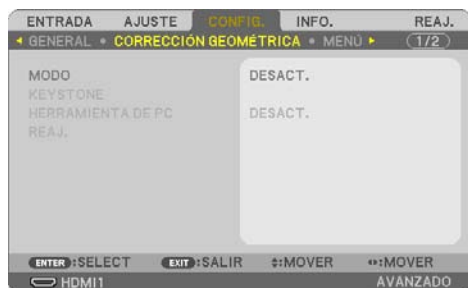 ENTRADA AJUSTE CONFIG. INFO. REAJ.
GENERAL • CORRECCIÓN GEOMÉTRICA • MENÚ (1/2)
MODO DESACT.
KEYSTONE
HERRAMIENTA DE PC DESACT.
REAJ.
ENTER :SELECT EXIT :SALIR :MOVER :MOVER
HDMI1 AVANZADO